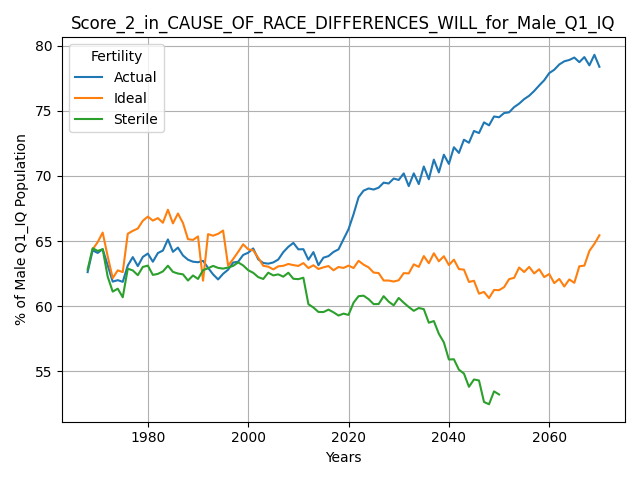 Score_2_in_CAUSE_OF_RACE_DIFFERENCES_WILL_for_Male_Q1_IQ
Fertility
Actual
Ideal
Sterile
% of Male Q1_IQ Population
80
75
70
65
60
55
1980
2000
2020
2040
2060
Years